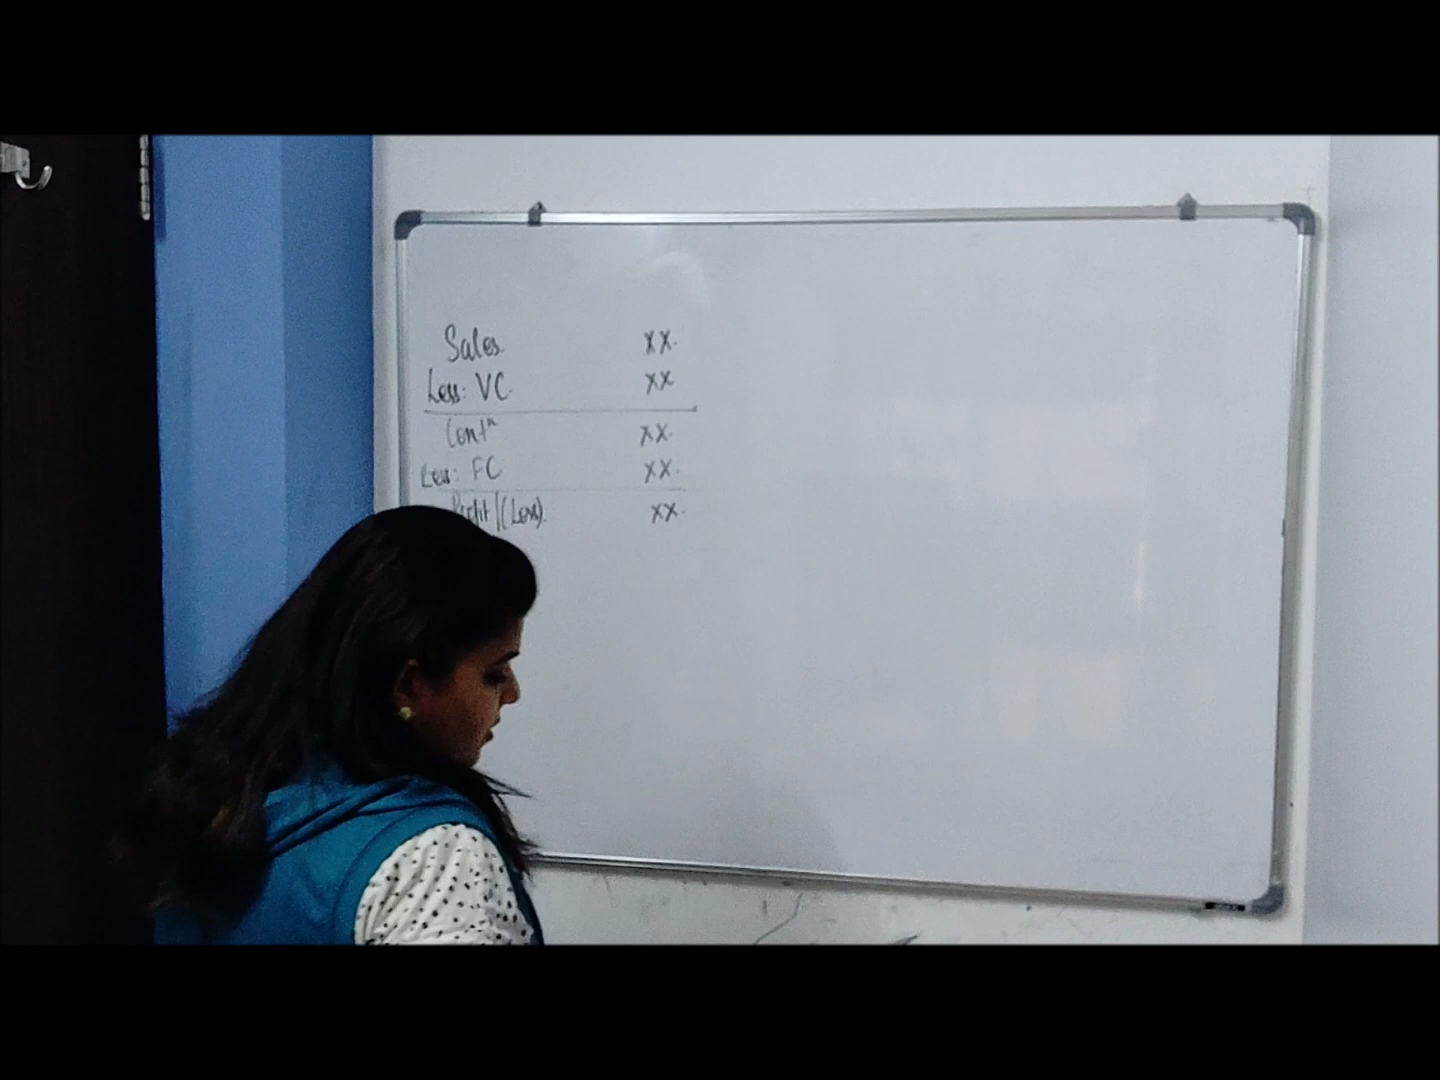 Sales. XX.
Less: VC. XX
Contⁿ XX.
Less: FC XX.
Profit/(Loss). XX.